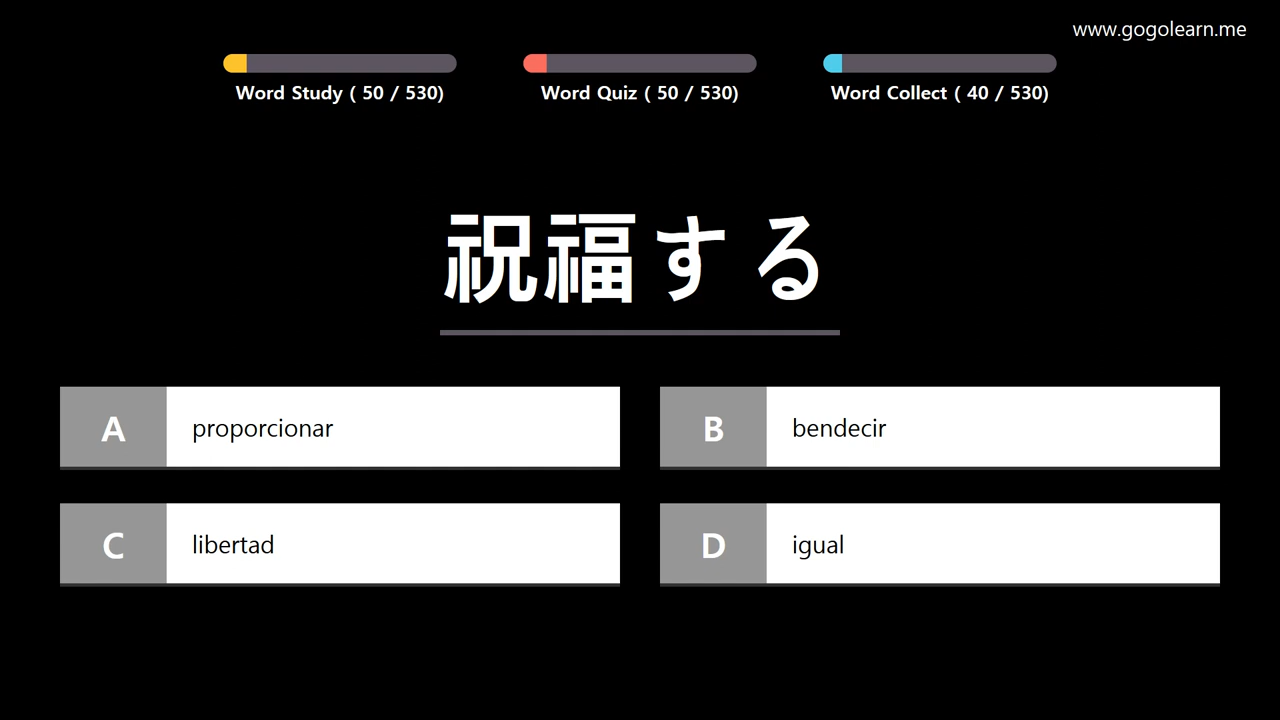 www.gogolearn.me
Word Study ( 50 / 530)
Word Quiz ( 50 / 530)
Word Collect ( 40 / 530)
祝福する
A proporcionar
B bendecir
C libertad
D igual